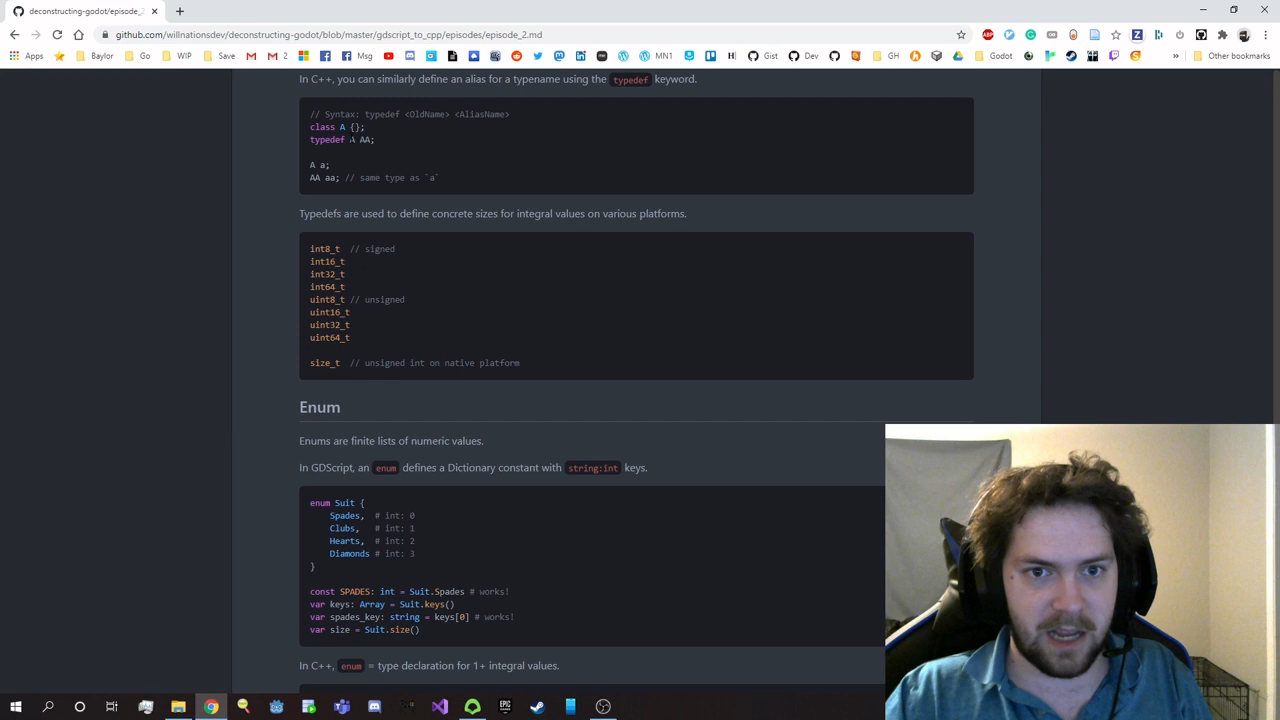 deconstructing-godot/episode_2.
github.com/willnationsdev/deconstructing-godot/blob/master/gdscript_to_cpp/episodes/episode_2.md
Apps Baylor Go WIP Save M1 2 Msg MN1 Gist Dev GH Godot » Other bookmarks
In C++, you can similarly define an alias for a typename using the typedef keyword.
// Syntax: typedef <OldName> <AliasName>
class A {};
typedef A AA;
A a;
AA aa; // same type as `a`
Typedefs are used to define concrete sizes for integral values on various platforms.
int8_t // signed
int16_t
int32_t
int64_t
uint8_t // unsigned
uint16_t
uint32_t
uint64_t
size_t // unsigned int on native platform
Enum
Enums are finite lists of numeric values.
In GDScript, an enum defines a Dictionary constant with string:int keys.
enum Suit {
Spades, # int: 0
Clubs, # int: 1
Hearts, # int: 2
Diamonds # int: 3
}
const SPADES: int = Suit.Spades # works!
var keys: Array = Suit.keys()
var spades_key: string = keys[0] # works!
var size = Suit.size()
In C++, enum = type declaration for 1+ integral values.